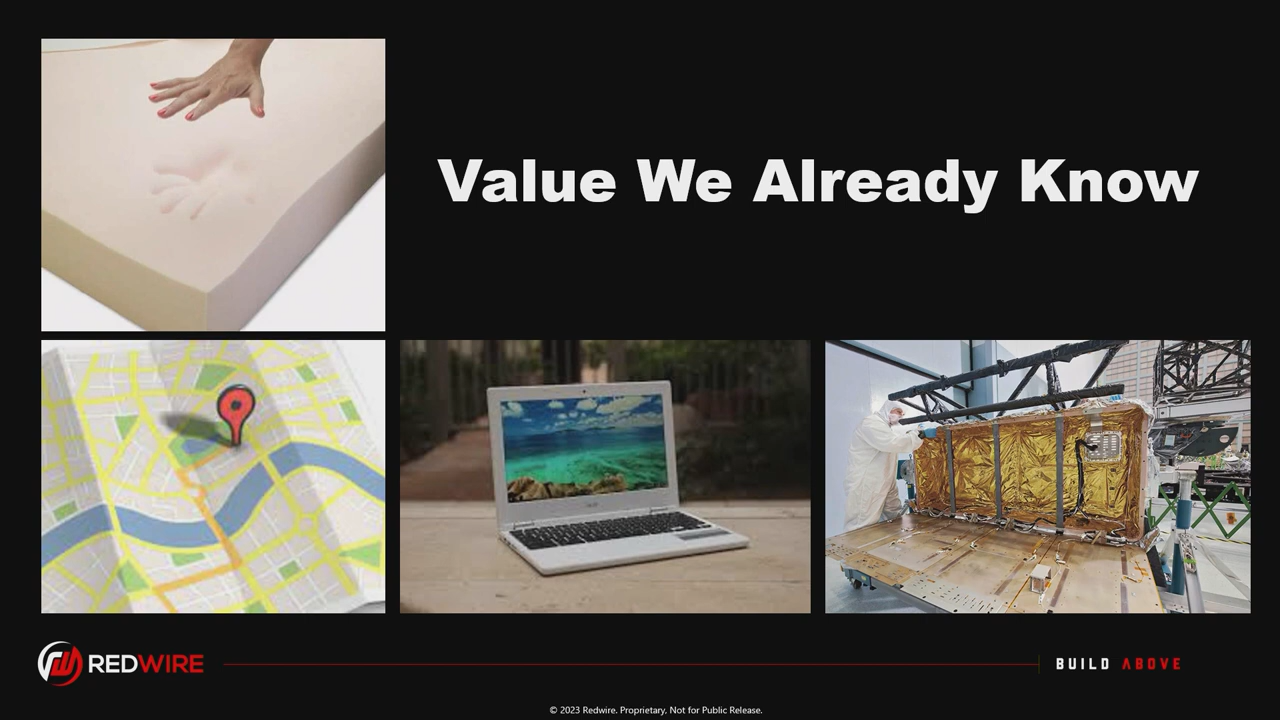 Value We Already Know
REDWIRE
BUILD ABOVE
© 2023 Redwire. Proprietary, Not for Public Release.